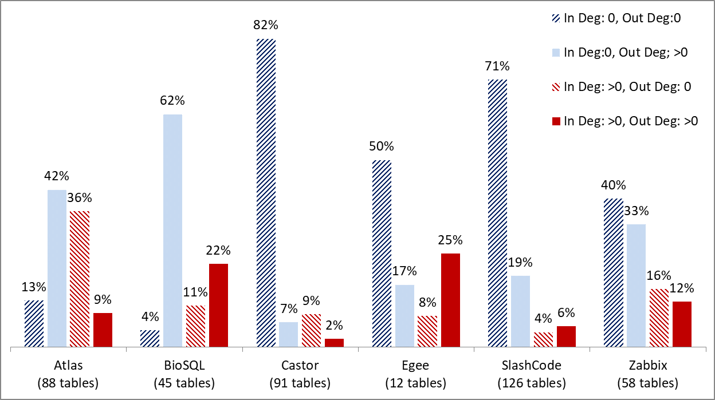 In Deg: 0, Out Deg:0
In Deg:0, Out Deg; >0
In Deg: >0, Out Deg: 0
In Deg: >0, Out Deg: >0
13%
42%
36%
9%
4%
62%
11%
22%
82%
7%
9%
2%
50%
17%
8%
25%
71%
19%
4%
6%
40%
33%
16%
12%
Atlas
(88 tables)
BioSQL
(45 tables)
Castor
(91 tables)
Egee
(12 tables)
SlashCode
(126 tables)
Zabbix
(58 tables)